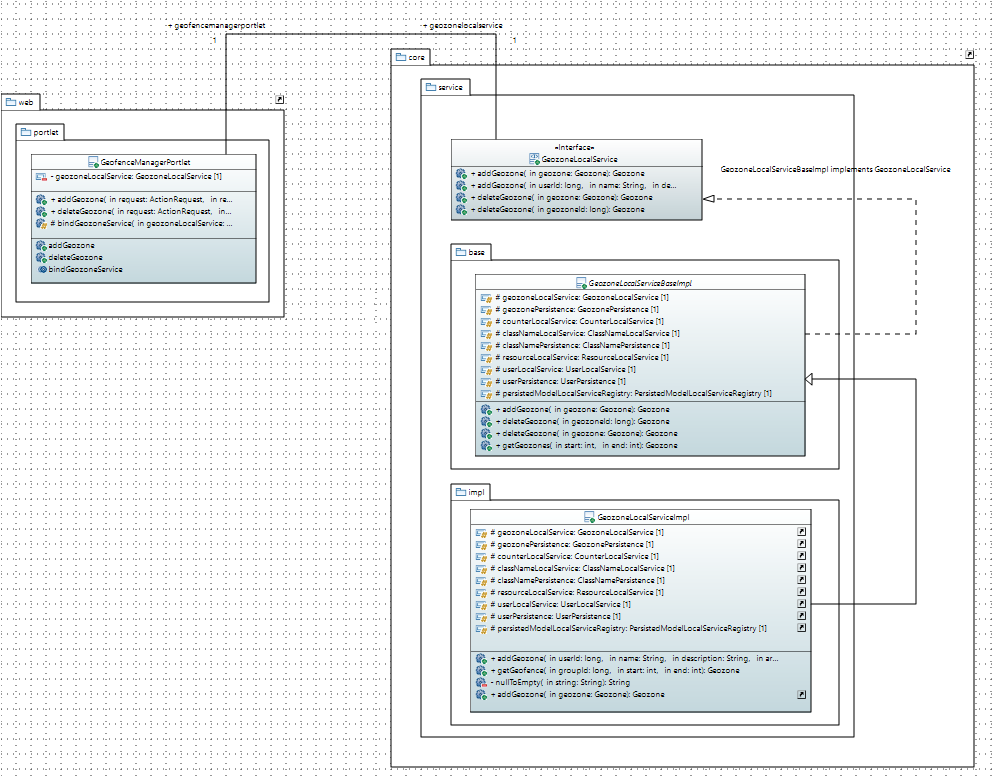 + geofencemanagerportlet
1
+ geozonelocalservice
1
web
portlet
GeofenceManagerPortlet
- geozoneLocalService: GeozoneLocalService [1]
+ addGeozone( in request: ActionRequest, in re...
+ deleteGeozone( in request: ActionRequest, in...
# bindGeozoneService( in geozoneLocalService: ...
addGeozone
deleteGeozone
bindGeozoneService
core
service
«Interface»
GeozoneLocalService
+ addGeozone( in geozone: Geozone): Geozone
+ addGeozone( in userId: long, in name: String, in de...
+ deleteGeozone( in geozone: Geozone): Geozone
+ deleteGeozone( in geozoneId: long): Geozone
GeozoneLocalServiceBaseImpl implements GeozoneLocalService
base
GeozoneLocalServiceBaseImpl
# geozoneLocalService: GeozoneLocalService [1]
# geozonePersistence: GeozonePersistence [1]
# counterLocalService: CounterLocalService [1]
# classNameLocalService: ClassNameLocalService [1]
# classNamePersistence: ClassNamePersistence [1]
# resourceLocalService: ResourceLocalService [1]
# userLocalService: UserLocalService [1]
# userPersistence: UserPersistence [1]
# persistedModelLocalServiceRegistry: PersistedModelLocalServiceRegistry [1]
+ addGeozone( in geozone: Geozone): Geozone
+ deleteGeozone( in geozoneId: long): Geozone
+ deleteGeozone( in geozone: Geozone): Geozone
+ getGeozones( in start: int, in end: int): Geozone
impl
GeozoneLocalServiceImpl
# geozoneLocalService: GeozoneLocalService [1]
# geozonePersistence: GeozonePersistence [1]
# counterLocalService: CounterLocalService [1]
# classNameLocalService: ClassNameLocalService [1]
# classNamePersistence: ClassNamePersistence [1]
# resourceLocalService: ResourceLocalService [1]
# userLocalService: UserLocalService [1]
# userPersistence: UserPersistence [1]
# persistedModelLocalServiceRegistry: PersistedModelLocalServiceRegistry [1]
+ addGeozone( in userId: long, in name: String, in description: String, in ar...
+ getGeofence( in groupId: long, in start: int, in end: int): Geozone
- nullToEmpty( in string: String): String
+ addGeozone( in geozone: Geozone): Geozone